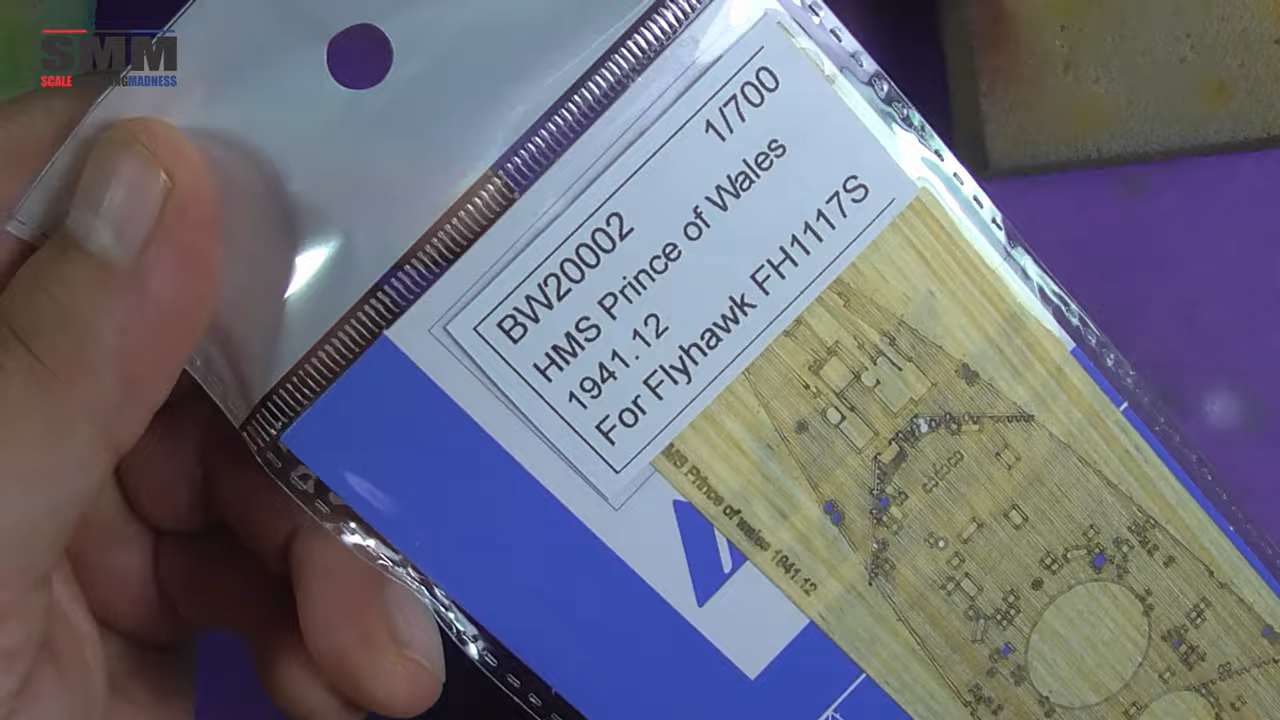 SMM
SCALE
MADNESS
BW20002
1/700
HMS Prince of Wales
1941.12
For Flyhawk FH1117S
MS Prince of wales 1941.12